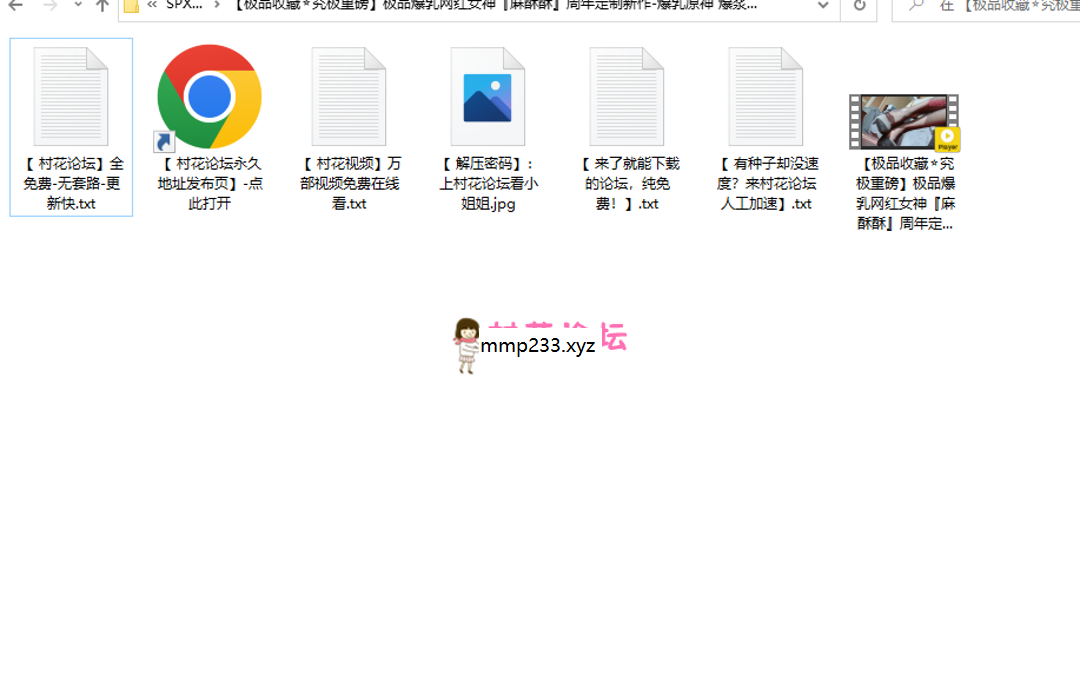 SPX...
【极品收藏⭐究极重磅】极品爆乳网红女神『麻酥酥』周年定制新作-爆乳原神 爆浆...
在【极品收藏⭐究极重
【 村花论坛】全
免费-无套路-更
新快.txt
【 村花论坛永久
地址发布页】-点
此打开
【 村花视频】万
部视频免费在线
看.txt
【 解压密码】:
上村花论坛看小
姐姐.jpg
【 来了就能下载
的论坛，纯免
费！】.txt
【 有种子却没速
度？来村花论坛
人工加速】.txt
Player
【极品收藏⭐究
极重磅】极品爆
乳网红女神『麻
酥酥』周年定...
村花论坛
mmp233.xyz